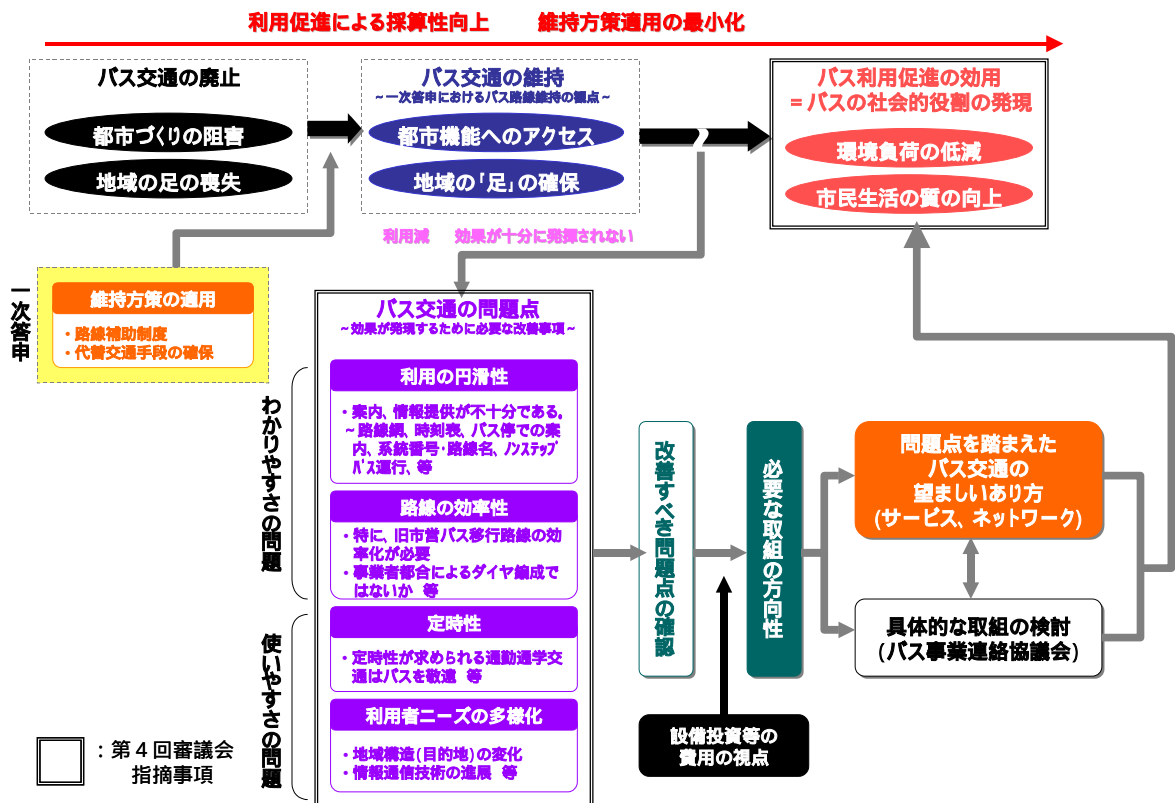 利用促進による採算性向上　維持方策適用の最小化
バス交通の廃止
都市づくりの阻害
地域の足の喪失
バス交通の維持
～一次答申におけるバス路線維持の観点～
都市機能へのアクセス
地域の「足」の確保
バス利用促進の効用
＝バスの社会的役割の発現
環境負荷の低減
市民生活の質の向上
利用減　効果が十分に発揮されない
一次答申
維持方策の適用
・路線補助制度
・代替交通手段の確保
バス交通の問題点
～効果が発現するために必要な改善事項～
わかりやすさの問題
利用の円滑性
・案内、情報提供が不十分である。
～路線網、時刻表、バス停での案
内、系統番号・路線名、ノンステップ
バス運行、等
路線の効率性
・特に、旧市営バス移行路線の効
率化が必要
・事業者都合によるダイヤ編成で
はないか　等
使いやすさの問題
定時性
・定時性が求められる通勤通学交
通はバスを敬遠　等
利用者ニーズの多様化
・地域構造(目的地)の変化
・情報通信技術の進展　等
改善すべき問題点の確認
必要な取組の方向性
設備投資等の
費用の視点
問題点を踏まえた
バス交通の
望ましいあり方
(サービス、ネットワーク)
具体的な取組の検討
(バス事業連絡協議会)
：第４回審議会
指摘事項